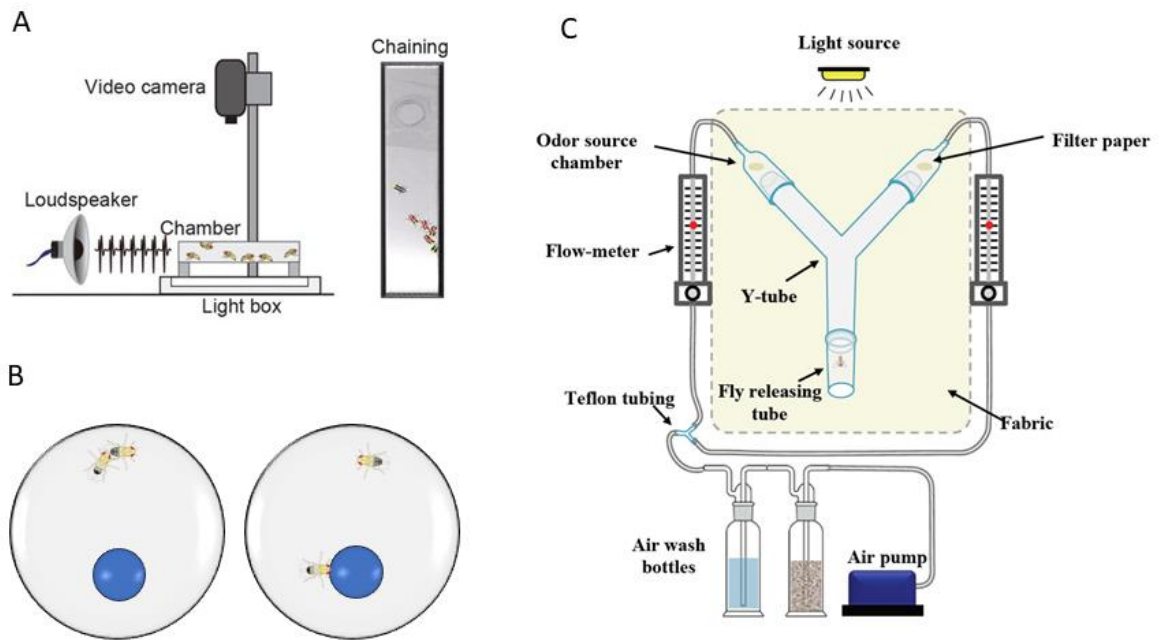 A
Video camera
Chaining
Loudspeaker
Chamber
Light box
B
C
Light source
Odor source
chamber
Filter paper
Flow-meter
Y-tube
Fly releasing
tube
Teflon tubing
Fabric
Air wash
bottles
Air pump